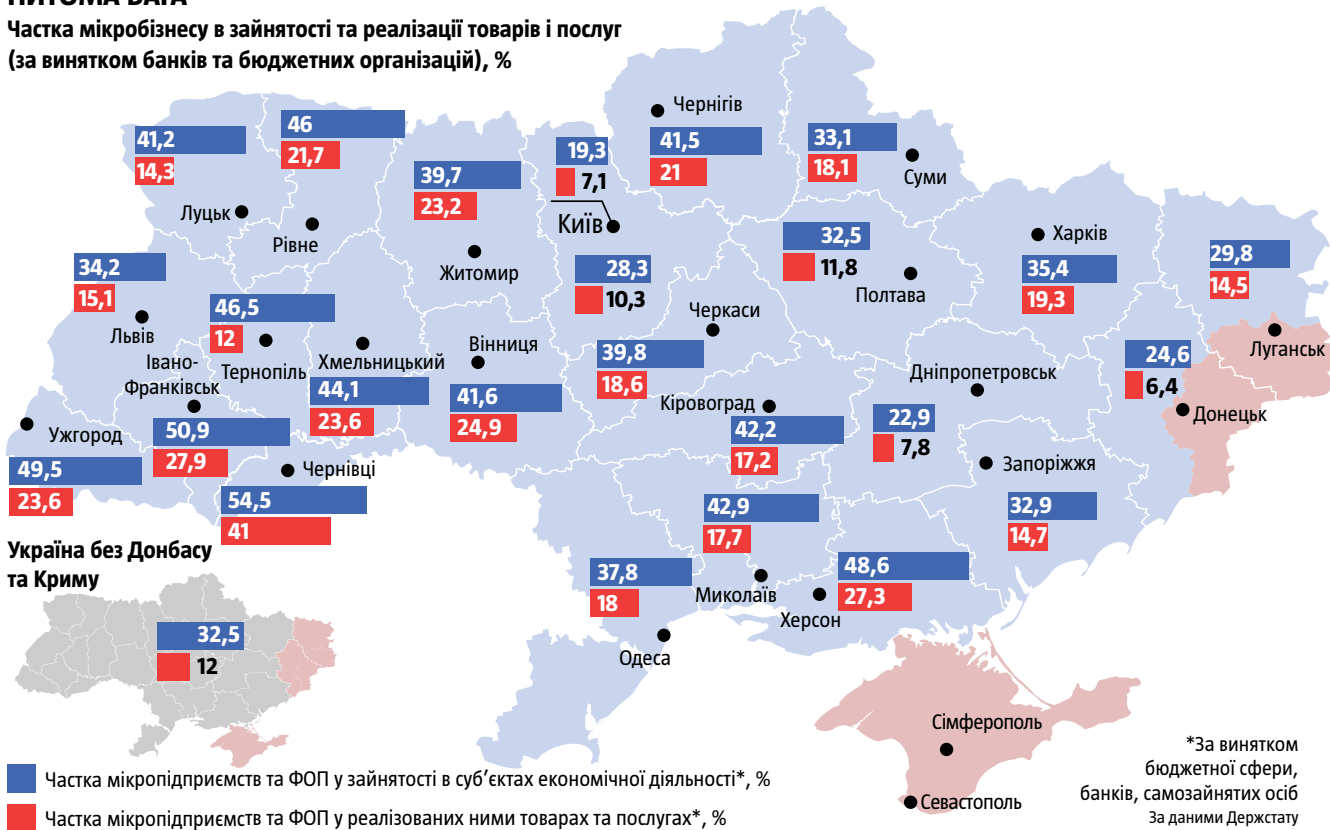 ПИТОМА ВАГА
Частка мікробізнесу в зайнятості та реалізації товарів і послуг
(за винятком банків та бюджетних організацій), %
41,2
14,3
Луцьк
46
21,7
Рівне
39,7
23,2
Житомир
19,3
7,1
Київ
28,3
10,3
Чернігів
41,5
21
33,1
18,1
Суми
32,5
11,8
Полтава
Харків
35,4
19,3
29,8
14,5
Луганськ
34,2
15,1
Львів
46,5
12
Тернопіль
Хмельницький
44,1
23,6
Вінниця
41,6
24,9
Черкаси
39,8
18,6
Кіровоград
42,2
17,2
Дніпропетровськ
22,9
7,8
24,6
6,4
Донецьк
Івано-
Франківськ
50,9
27,9
Ужгород
49,5
23,6
Чернівці
54,5
41
Запоріжжя
32,9
14,7
42,9
17,7
Миколаїв
48,6
27,3
Херсон
37,8
18
Одеса
Сімферополь
Севастополь
Україна без Донбасу
та Криму
32,5
12
Частка мікропідприємств та ФОП у зайнятості в суб’єктах економічної діяльності*, %
Частка мікропідприємств та ФОП у реалізованих ними товарах та послугах*, %
*За винятком
бюджетної сфери,
банків, самозайнятих осіб
За даними Держстату